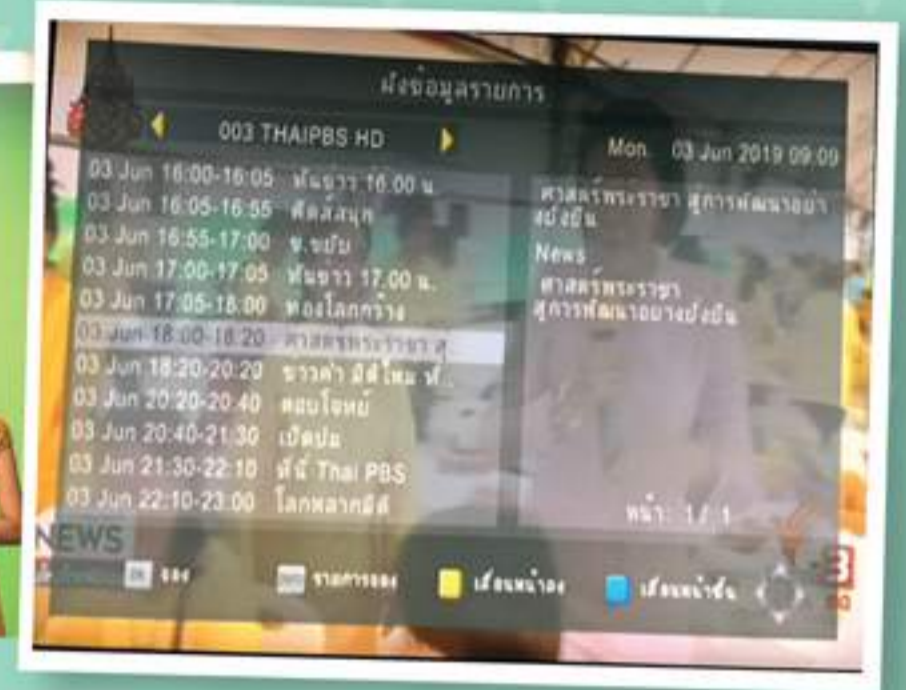 ผังข้อมูลรายการ
003 THAIPBS HD
Mon 03 Jun 2019 09:09
03 Jun 16:00-16:05 ทันข่าว 16.00 น.
03 Jun 16:05-16:55 คิดส์สนุก
03 Jun 16:55-17:00 ข.ขยับ
03 Jun 17:00-17:05 ทันข่าว 17.00 น.
03 Jun 17:05-18:00 ท่องโลกกว้าง
03 Jun 18:00-18:20 ศาสตร์พระราชา สู่
03 Jun 18:20-20:20 ข่าวค่ำ มิติใหม่ ทั..
03 Jun 20:20-20:40 ตอบโจทย์
03 Jun 20:40-21:30 เปิดปม
03 Jun 21:30-22:10 ที่นี่ Thai PBS
03 Jun 22:10-23:00 โลกหลากมิติ
ศาสตร์พระราชา สู่การพัฒนาอย่า
งยั่งยืน
News
ศาสตร์พระราชา
สู่การพัฒนาอย่างยั่งยืน
หน้า: 1 / 1
NEWS
OK จอง
รายการจอง
เลื่อนหน้าลง
เลื่อนหน้าขึ้น